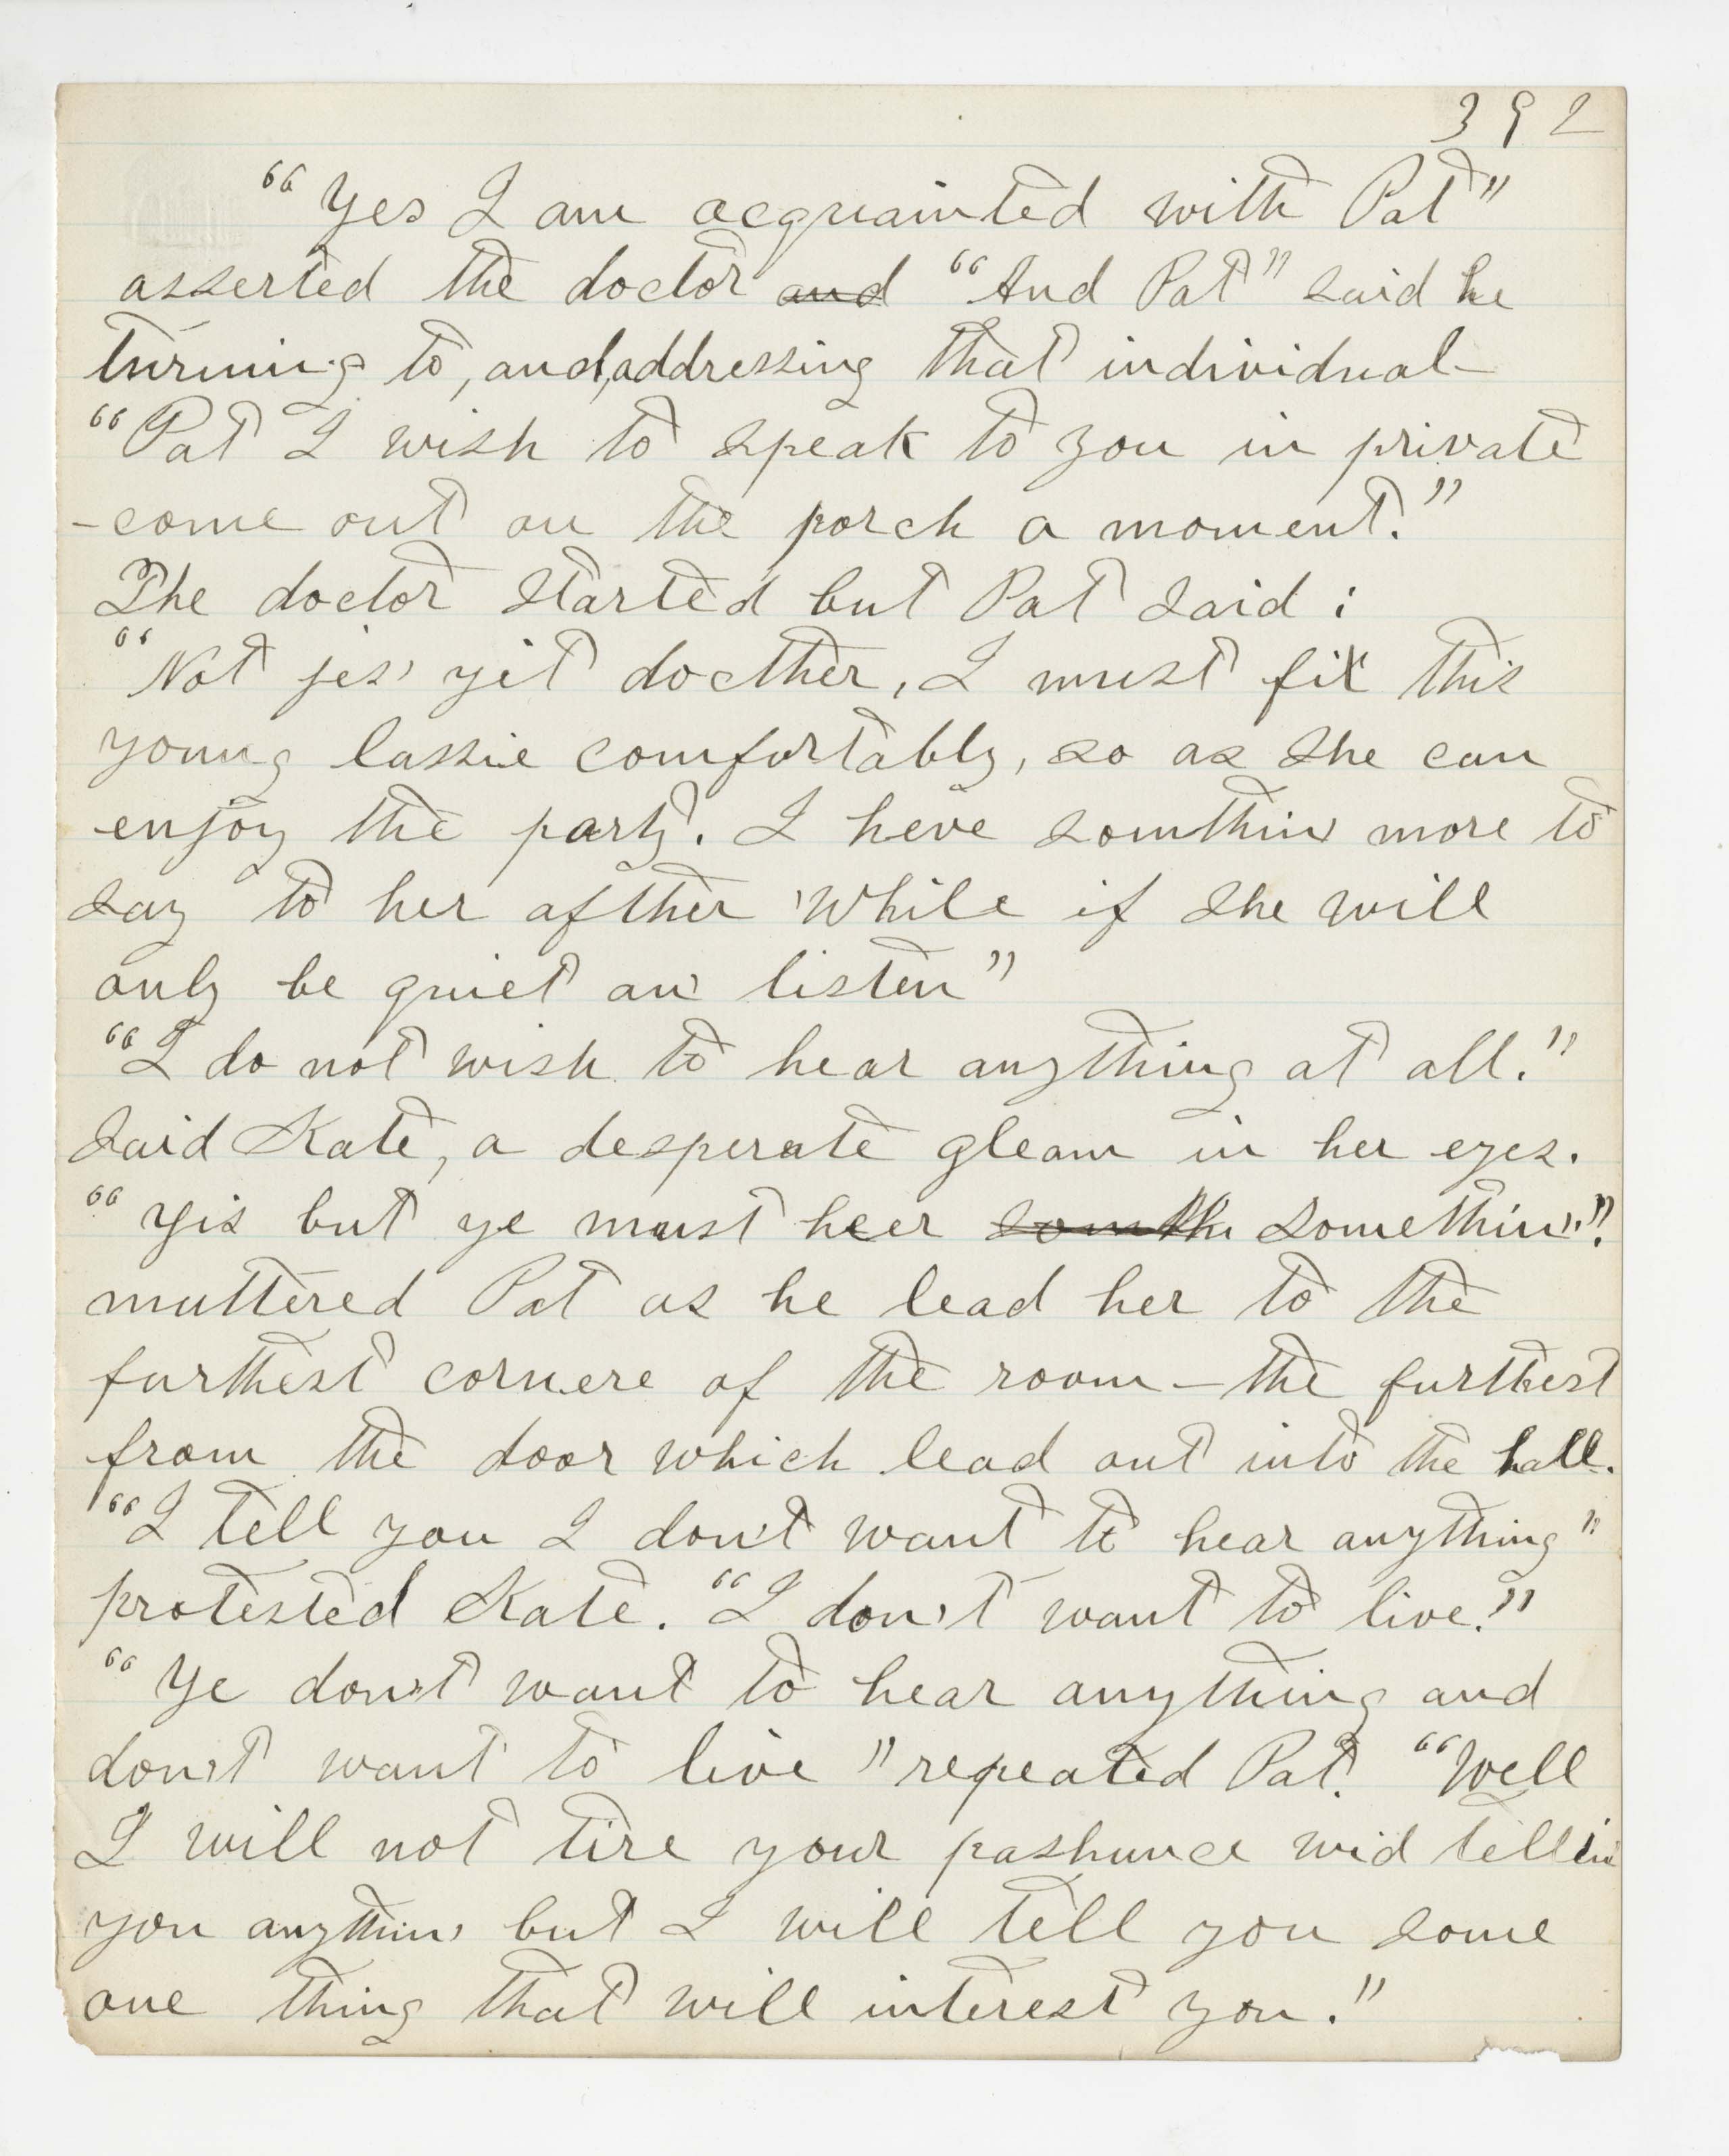 392
“Yes I am acquainted with Pat”
asserted the doctor and “And Pat” said he
turning to, and, addressing that individual—
“Pat I wish to speak to you in private
—come out on the porch a moment.”
The doctor started but Pat said:
“Not jes' yit docther, I must fix this
young lassie comfortably, so as she can
enjoy the party. I heve somthin' more to
say to her afther while if she will
only be quiet an' listen”
“I do not wish to hear anything at all.”
said Kate, a desperate gleam in her eyes.
“Yis but ye must heer somthi somethin'.”
muttered Pat as he lead her to the
furthest cornere of the room—the furthest
from the door which lead out into the hall.
“I tell you I don't want to hear anything”
protested Kate. “I don't want to live.”
“Ye don't want to hear anything and
don't want to live” repeated Pat. “Well
I will not tire your pashunce wid tellin
you anythin' but I will tell you some
one thing that will interest you.”